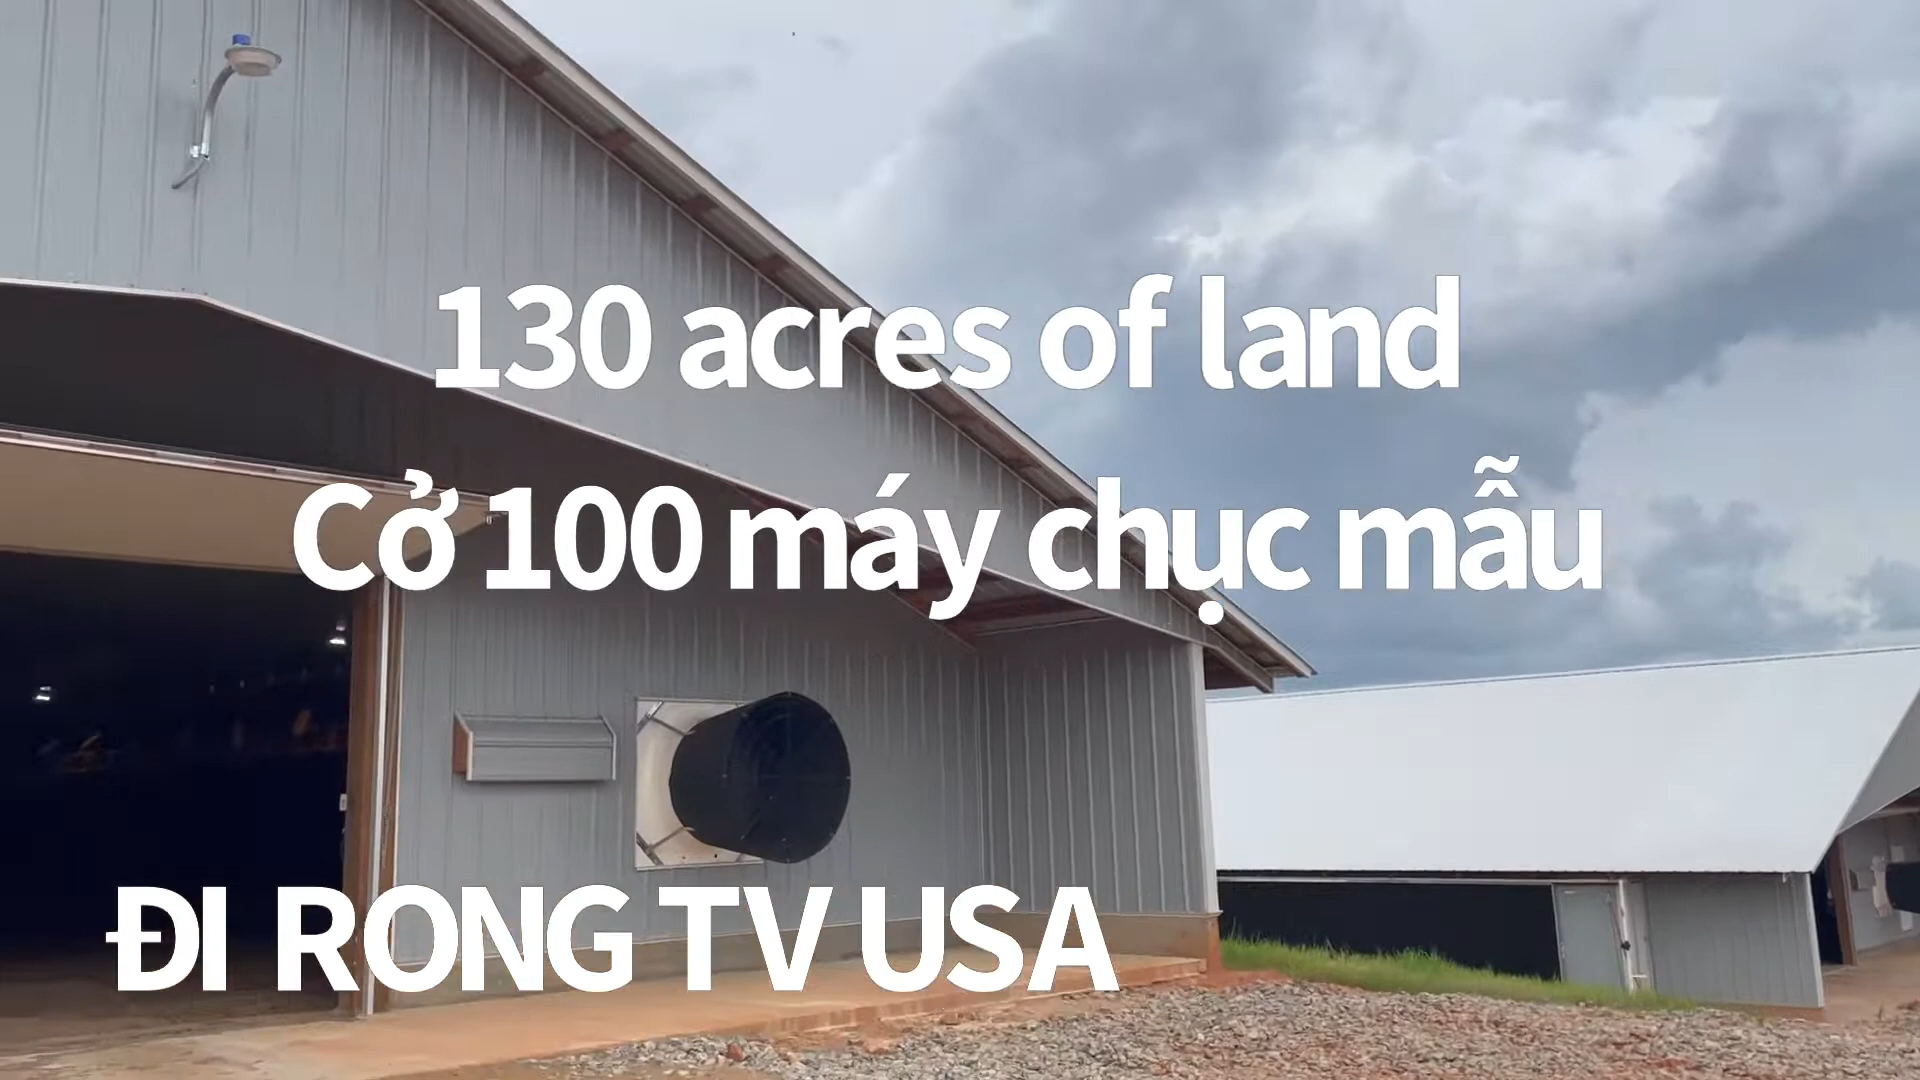 130 acres of land
Cở 100 máy chục mẫu
ĐI RONG TV USA